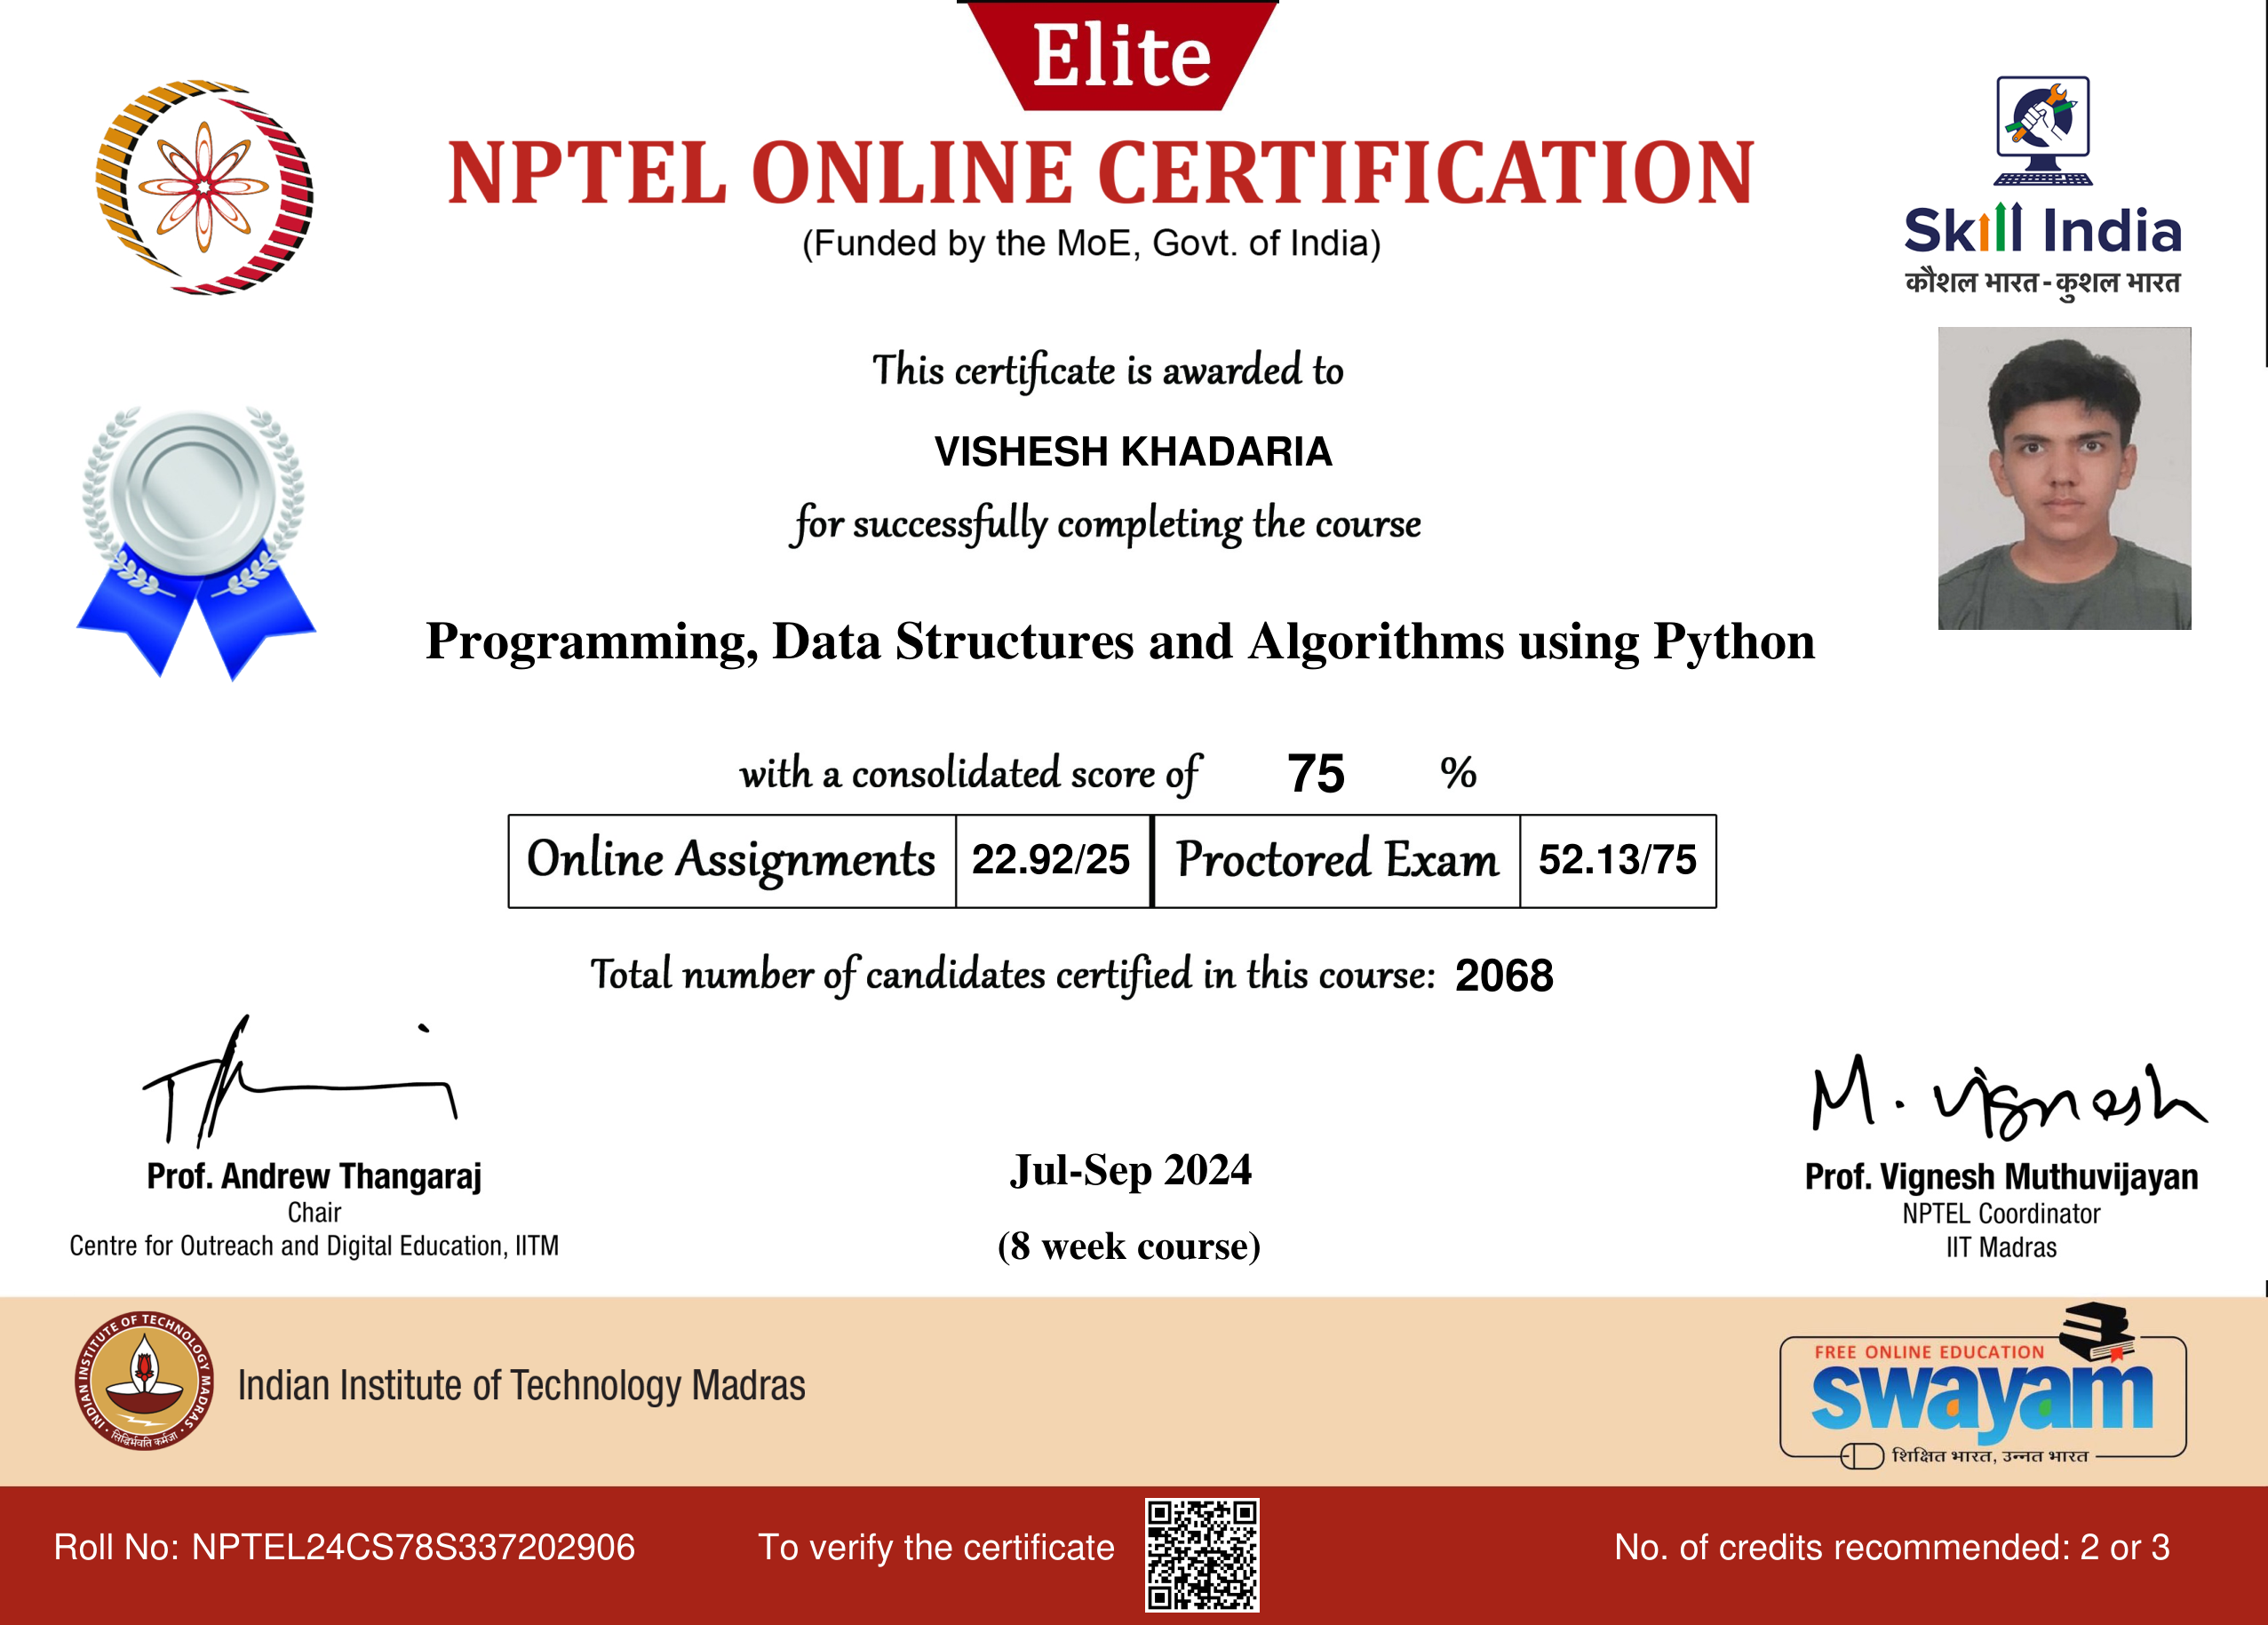 Elite
NPTEL ONLINE CERTIFICATION
(Funded by the MoE, Govt. of India)
Skill India
कौशल भारत - कुशल भारत
This certificate is awarded to
VISHESH KHADARIA
for successfully completing the course
Programming, Data Structures and Algorithms using Python
with a consolidated score of 75 %
Online Assignments 22.92/25 Proctored Exam 52.13/75
Total number of candidates certified in this course: 2068
M. Vignesh
Prof. Andrew Thangaraj
Chair
Centre for Outreach and Digital Education, IITM
Jul-Sep 2024
(8 week course)
Prof. Vignesh Muthuvijayan
NPTEL Coordinator
IIT Madras
INDIAN INSTITUTE OF TECHNOLOGY MADRAS
सिद्धिर्भवति कर्मजा
Indian Institute of Technology Madras
FREE ONLINE EDUCATION
swayam
शिक्षित भारत, उन्नत भारत
Roll No: NPTEL24CS78S337202906
To verify the certificate
No. of credits recommended: 2 or 3